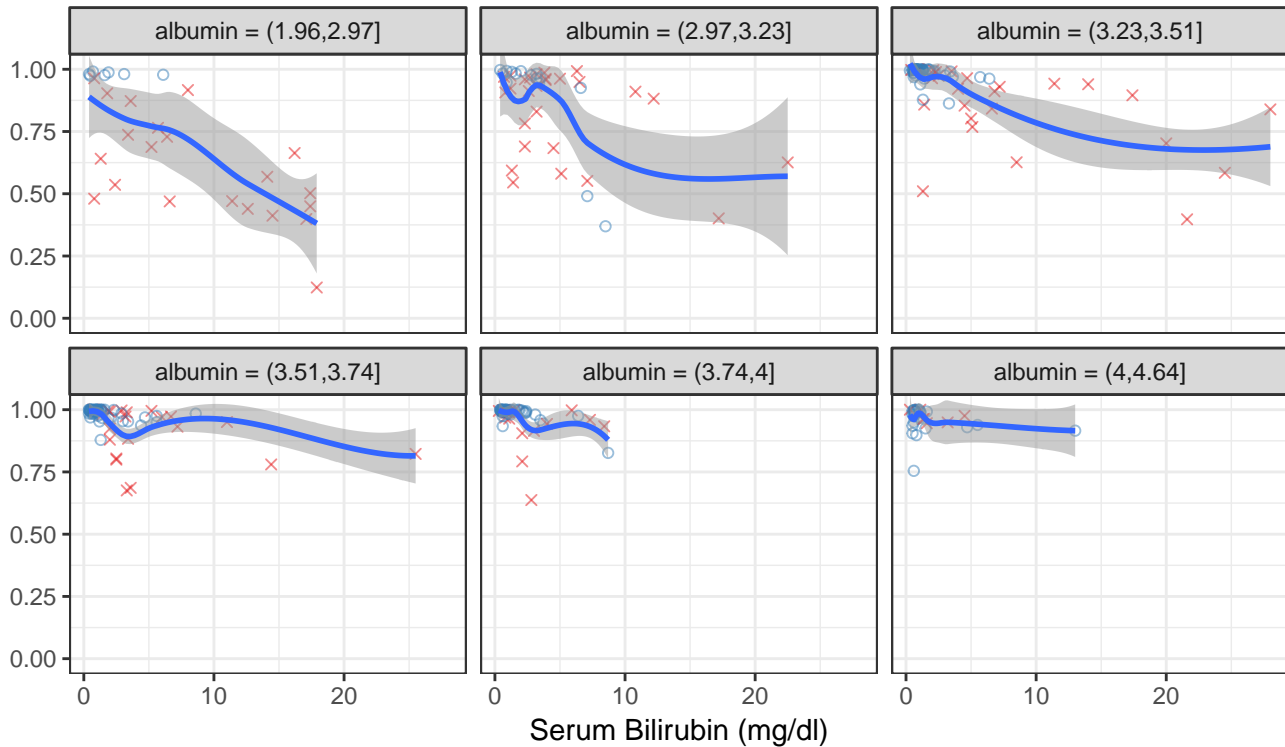 albumin = (1.96,2.97]
albumin = (2.97,3.23]
albumin = (3.23,3.51]
1.00
0.75
0.50
0.25
0.00
albumin = (3.51,3.74]
albumin = (3.74,4]
albumin = (4,4.64]
1.00
0.75
0.50
0.25
0.00
0 10 20
0 10 20
0 10 20
Serum Bilirubin (mg/dl)